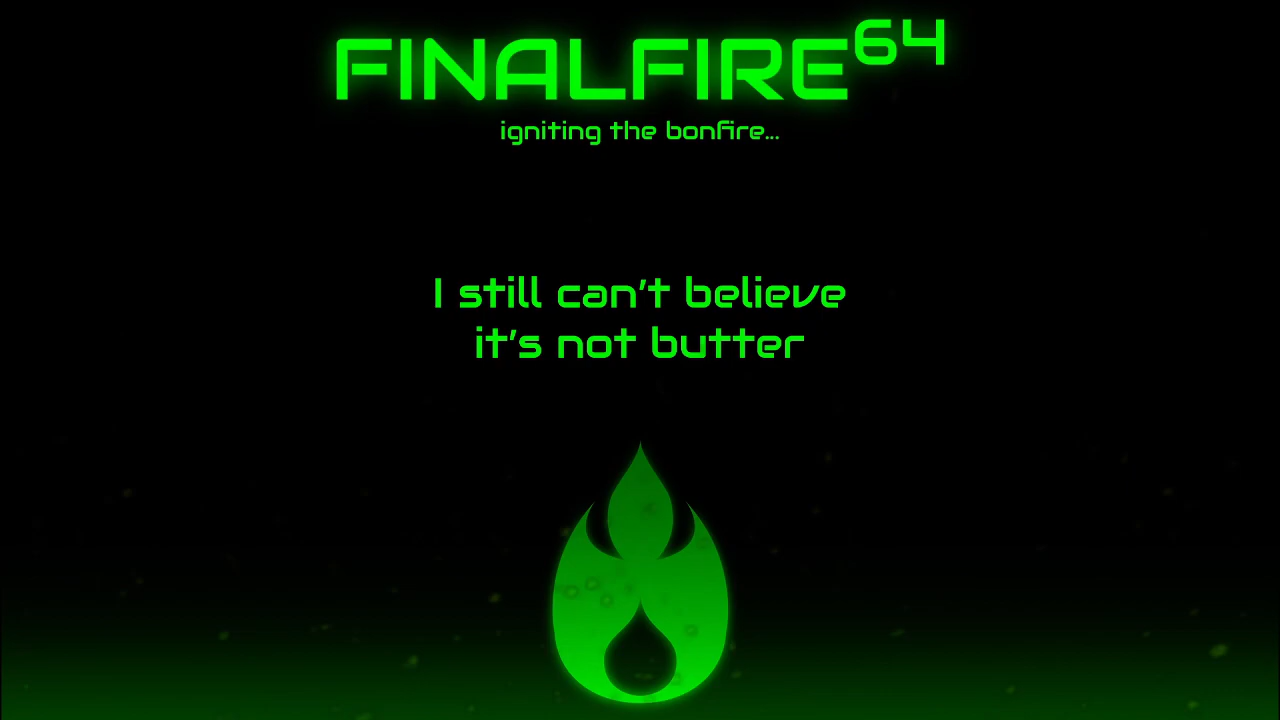 FINALFIRE64
igniting the bonfire...
I still can't believe
it's not butter